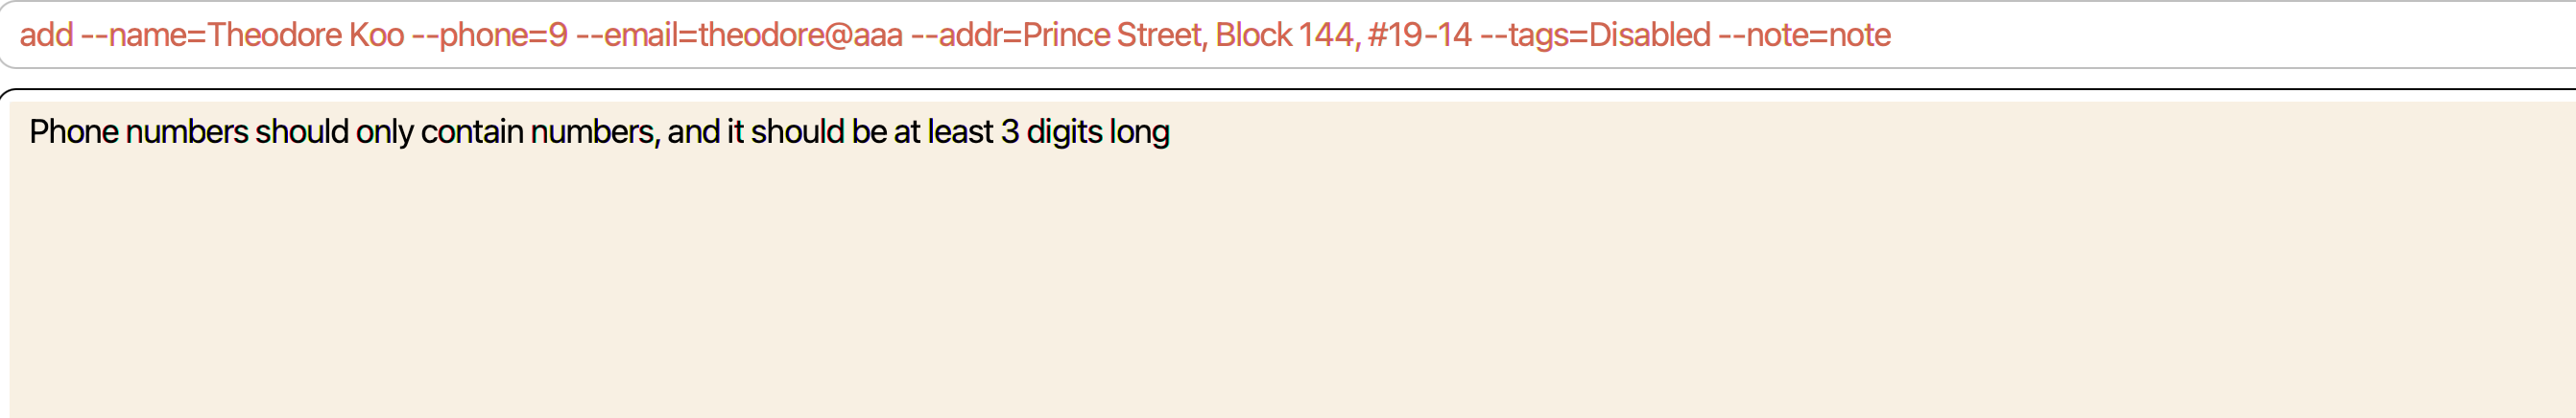 add --name=Theodore Koo --phone=9 --email=theodore@aaa --addr=Prince Street, Block 144, #19-14 --tags=Disabled --note=note
Phone numbers should only contain numbers, and it should be at least 3 digits long